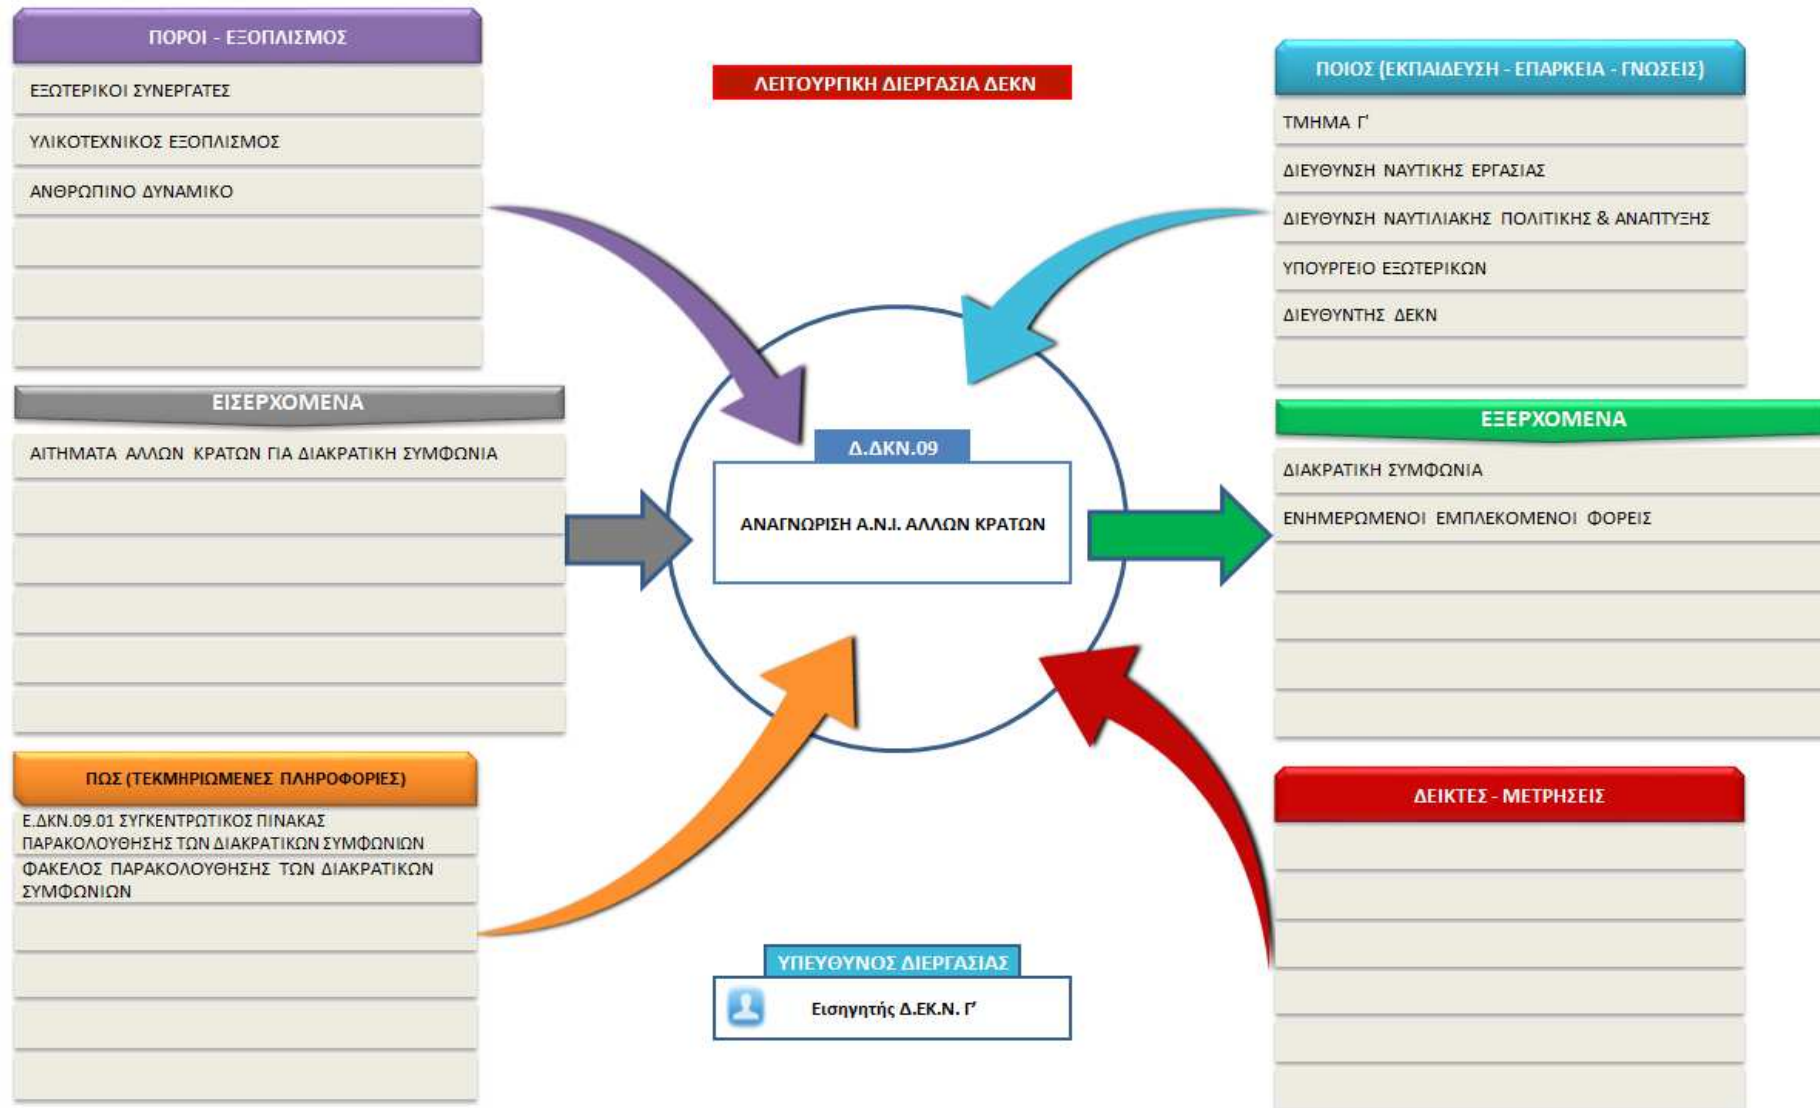 ΠΟΡΟΙ - ΕΞΟΠΛΙΣΜΟΣ
ΕΞΩΤΕΡΙΚΟΙ ΣΥΝΕΡΓΑΤΕΣ
ΥΛΙΚΟΤΕΧΝΙΚΟΣ ΕΞΟΠΛΙΣΜΟΣ
ΑΝΘΡΩΠΙΝΟ ΔΥΝΑΜΙΚΟ
ΕΙΣΕΡΧΟΜΕΝΑ
ΑΙΤΗΜΑΤΑ ΑΛΛΩΝ ΚΡΑΤΩΝ ΓΙΑ ΔΙΑΚΡΑΤΙΚΗ ΣΥΜΦΩΝΙΑ
ΠΩΣ (ΤΕΚΜΗΡΙΩΜΕΝΕΣ ΠΛΗΡΟΦΟΡΙΕΣ)
Ε.ΔΚΝ.09.01 ΣΥΓΚΕΝΤΡΩΤΙΚΟΣ ΠΙΝΑΚΑΣ
ΠΑΡΑΚΟΛΟΥΘΗΣΗΣ ΤΩΝ ΔΙΑΚΡΑΤΙΚΩΝ ΣΥΜΦΩΝΙΩΝ
ΦΑΚΕΛΟΣ ΠΑΡΑΚΟΛΟΥΘΗΣΗΣ ΤΩΝ ΔΙΑΚΡΑΤΙΚΩΝ
ΣΥΜΦΩΝΙΩΝ
ΛΕΙΤΟΥΡΓΙΚΗ ΔΙΕΡΓΑΣΙΑ ΔΕΚΝ
Δ.ΔΚΝ.09
ΑΝΑΓΝΩΡΙΣΗ Α.Ν.Ι. ΑΛΛΩΝ ΚΡΑΤΩΝ
ΥΠΕΥΘΥΝΟΣ ΔΙΕΡΓΑΣΙΑΣ
Εισηγητής Δ.ΕΚ.Ν. Γ’
ΠΟΙΟΣ (ΕΚΠΑΙΔΕΥΣΗ - ΕΠΑΡΚΕΙΑ - ΓΝΩΣΕΙΣ)
ΤΜΗΜΑ Γ'
ΔΙΕΥΘΥΝΣΗ ΝΑΥΤΙΚΗΣ ΕΡΓΑΣΙΑΣ
ΔΙΕΥΘΥΝΣΗ ΝΑΥΤΙΛΙΑΚΗΣ ΠΟΛΙΤΙΚΗΣ & ΑΝΑΠΤΥΞΗΣ
ΥΠΟΥΡΓΕΙΟ ΕΞΩΤΕΡΙΚΩΝ
ΔΙΕΥΘΥΝΤΗΣ ΔΕΚΝ
ΕΞΕΡΧΟΜΕΝΑ
ΔΙΑΚΡΑΤΙΚΗ ΣΥΜΦΩΝΙΑ
ΕΝΗΜΕΡΩΜΕΝΟΙ ΕΜΠΛΕΚΟΜΕΝΟΙ ΦΟΡΕΙΣ
ΔΕΙΚΤΕΣ - ΜΕΤΡΗΣΕΙΣ